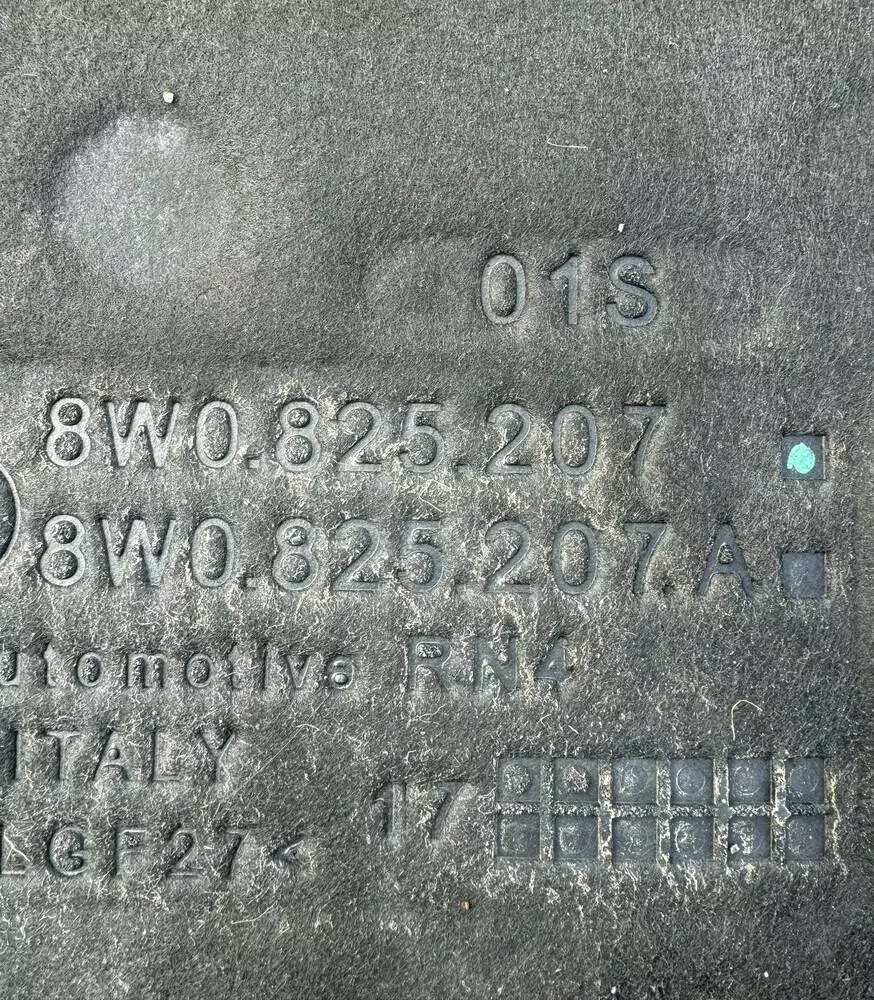 01S
8W0.825.207
8W0.825.207.A
utomotive RN4
ITALY
LGF27< 17